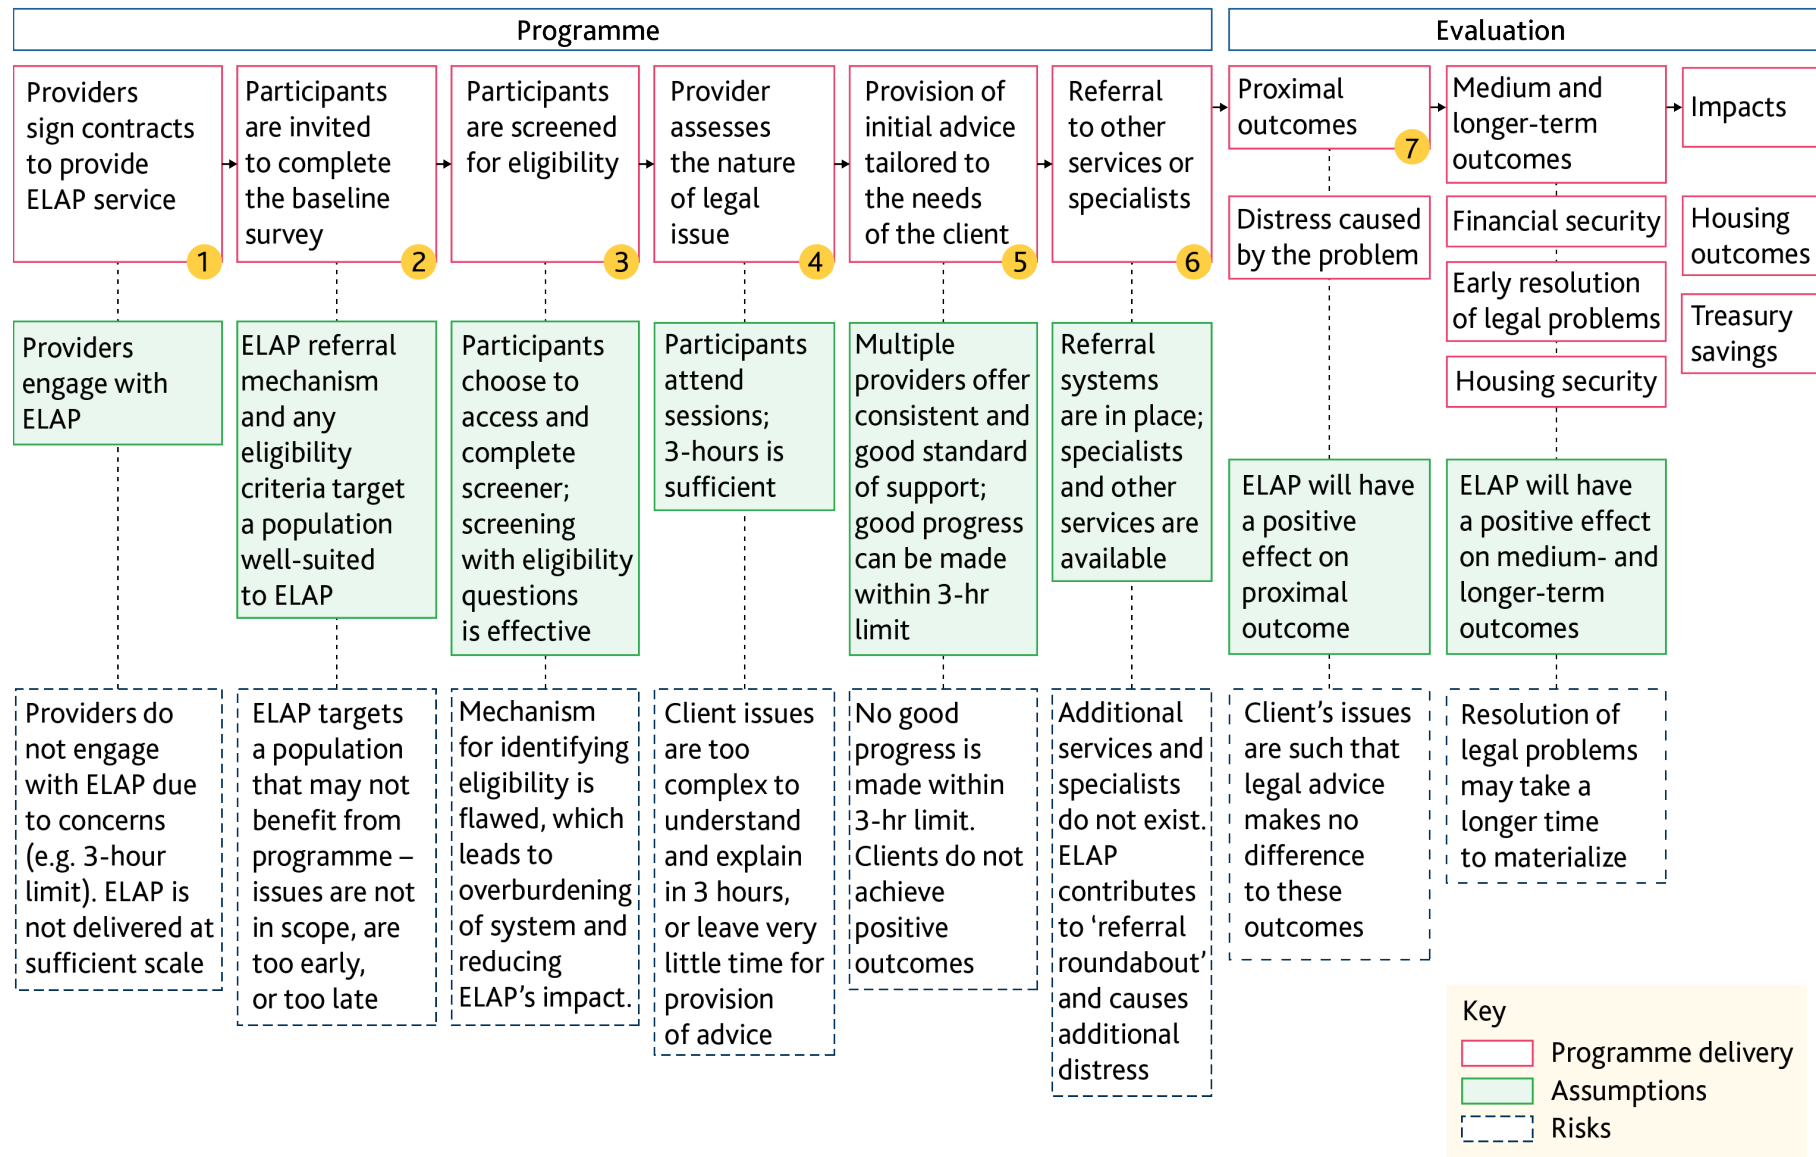 Programme
Evaluation
Providers
sign contracts
to provide
ELAP service
1
Participants
are invited
to complete
the baseline
survey
2
Participants
are screened
for eligibility
3
Provider
assesses
the nature
of legal
issue
4
Provision of
initial advice
tailored to
the needs
of the client
5
Referral
to other
services or
specialists
6
Proximal
outcomes
7
Medium and
longer-term
outcomes
Impacts
Distress caused
by the problem
Financial security
Early resolution
of legal problems
Housing security
Housing
outcomes
Treasury
savings
Providers
engage with
ELAP
ELAP referral
mechanism
and any
eligibility
criteria target
a population
well-suited
to ELAP
Participants
choose to
access and
complete
screener;
screening
with eligibility
questions
is effective
Participants
attend
sessions;
3-hours is
sufficient
Multiple
providers offer
consistent and
good standard
of support;
good progress
can be made
within 3-hr
limit
Referral
systems
are in place;
specialists
and other
services are
available
ELAP will have
a positive
effect on
proximal
outcome
ELAP will have
a positive effect
on medium- and
longer-term
outcomes
Providers do
not engage
with ELAP due
to concerns
(e.g. 3-hour
limit). ELAP is
not delivered at
sufficient scale
ELAP targets
a population
that may not
benefit from
programme –
issues are not
in scope, are
too early,
or too late
Mechanism
for identifying
eligibility is
flawed, which
leads to
overburdening
of system and
reducing
ELAP’s impact.
Client issues
are too
complex to
understand
and explain
in 3 hours,
or leave very
little time for
provision
of advice
No good
progress is
made within
3-hr limit.
Clients do not
achieve
positive
outcomes
Additional
services and
specialists
do not exist.
ELAP
contributes
to ‘referral
roundabout’
and causes
additional
distress
Client’s issues
are such that
legal advice
makes no
difference
to these
outcomes
Resolution of
legal problems
may take a
longer time
to materialize
Key
Programme delivery
Assumptions
Risks